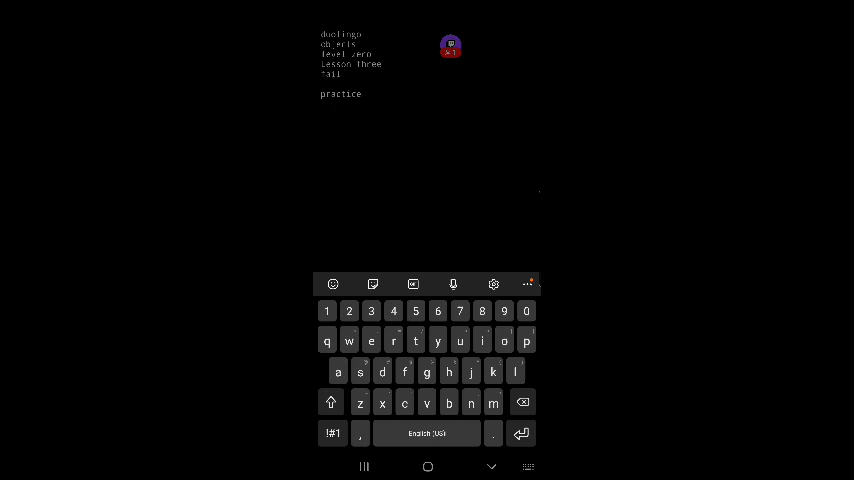 duolingo
objects
level zero
Lesson three
fail
practice
1 2 3 4 5 6 7 8 9 0
q w e r t y u i o p
a s d f g h j k l
z x c v b n m
!#1 , English (US) .